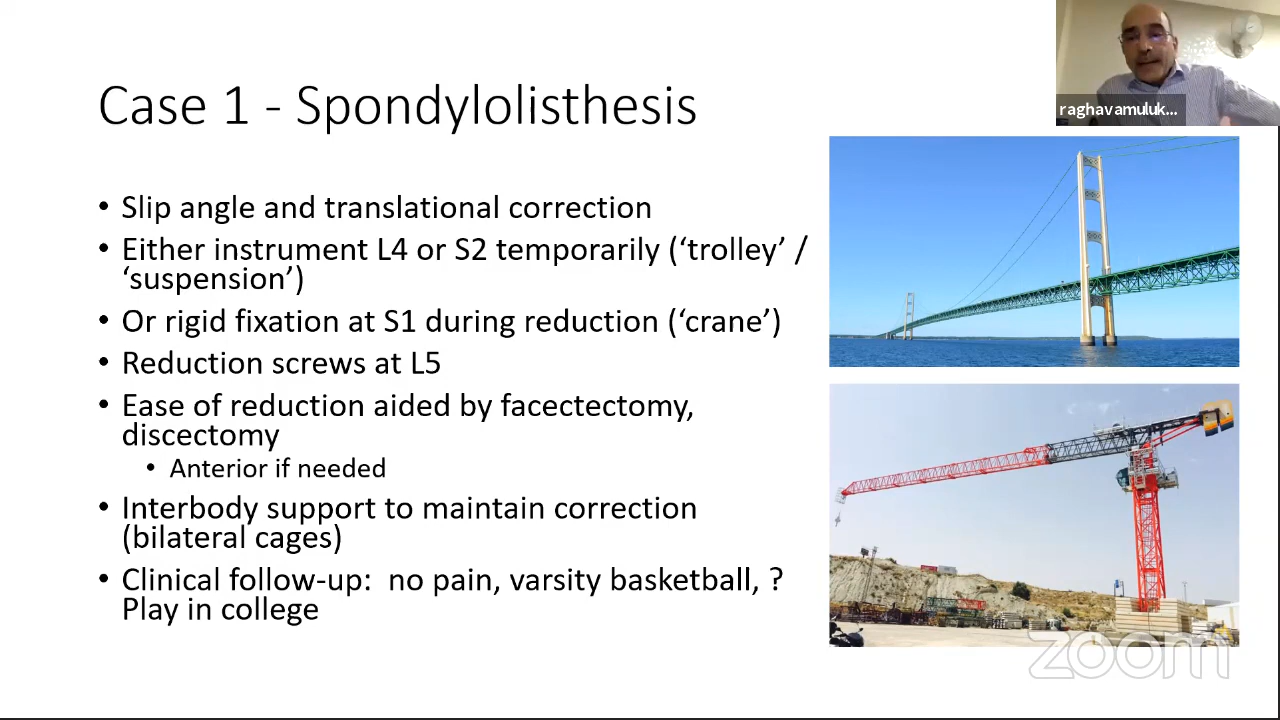 raghavamuluk...
Case 1 - Spondylolisthesis
• Slip angle and translational correction
• Either instrument L4 or S2 temporarily (‘trolley’ /
‘suspension’)
• Or rigid fixation at S1 during reduction (‘crane’)
• Reduction screws at L5
• Ease of reduction aided by facectectomy,
discectomy
• Anterior if needed
• Interbody support to maintain correction
(bilateral cages)
• Clinical follow-up: no pain, varsity basketball, ?
Play in college
zoom